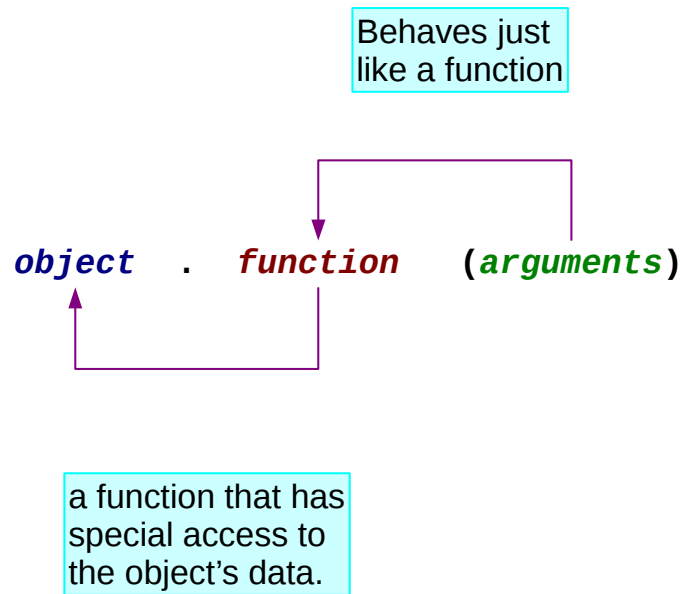 Behaves just
like a function
object . function (arguments)
a function that has
special access to
the object’s data.